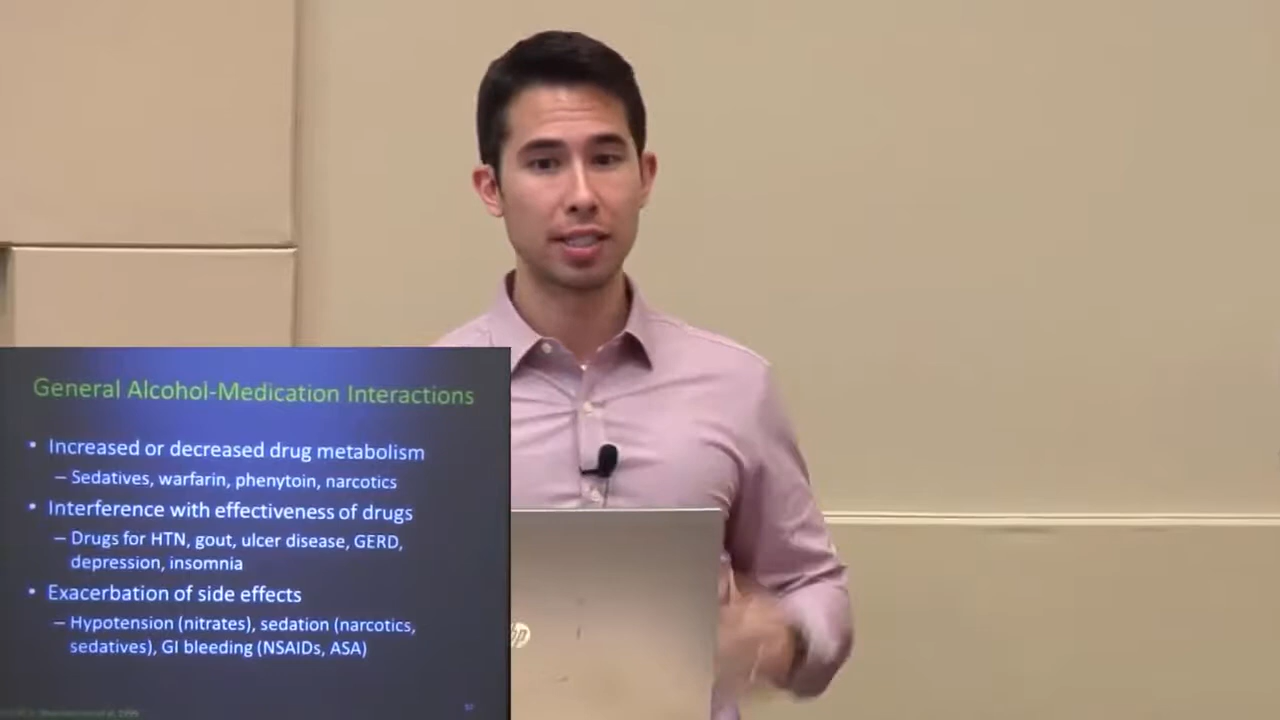 General Alcohol-Medication Interactions
• Increased or decreased drug metabolism
– Sedatives, warfarin, phenytoin, narcotics
• Interference with effectiveness of drugs
– Drugs for HTN, gout, ulcer disease, GERD,
depression, insomnia
• Exacerbation of side effects
– Hypotension (nitrates), sedation (narcotics,
sedatives), GI bleeding (NSAIDs, ASA)
hp